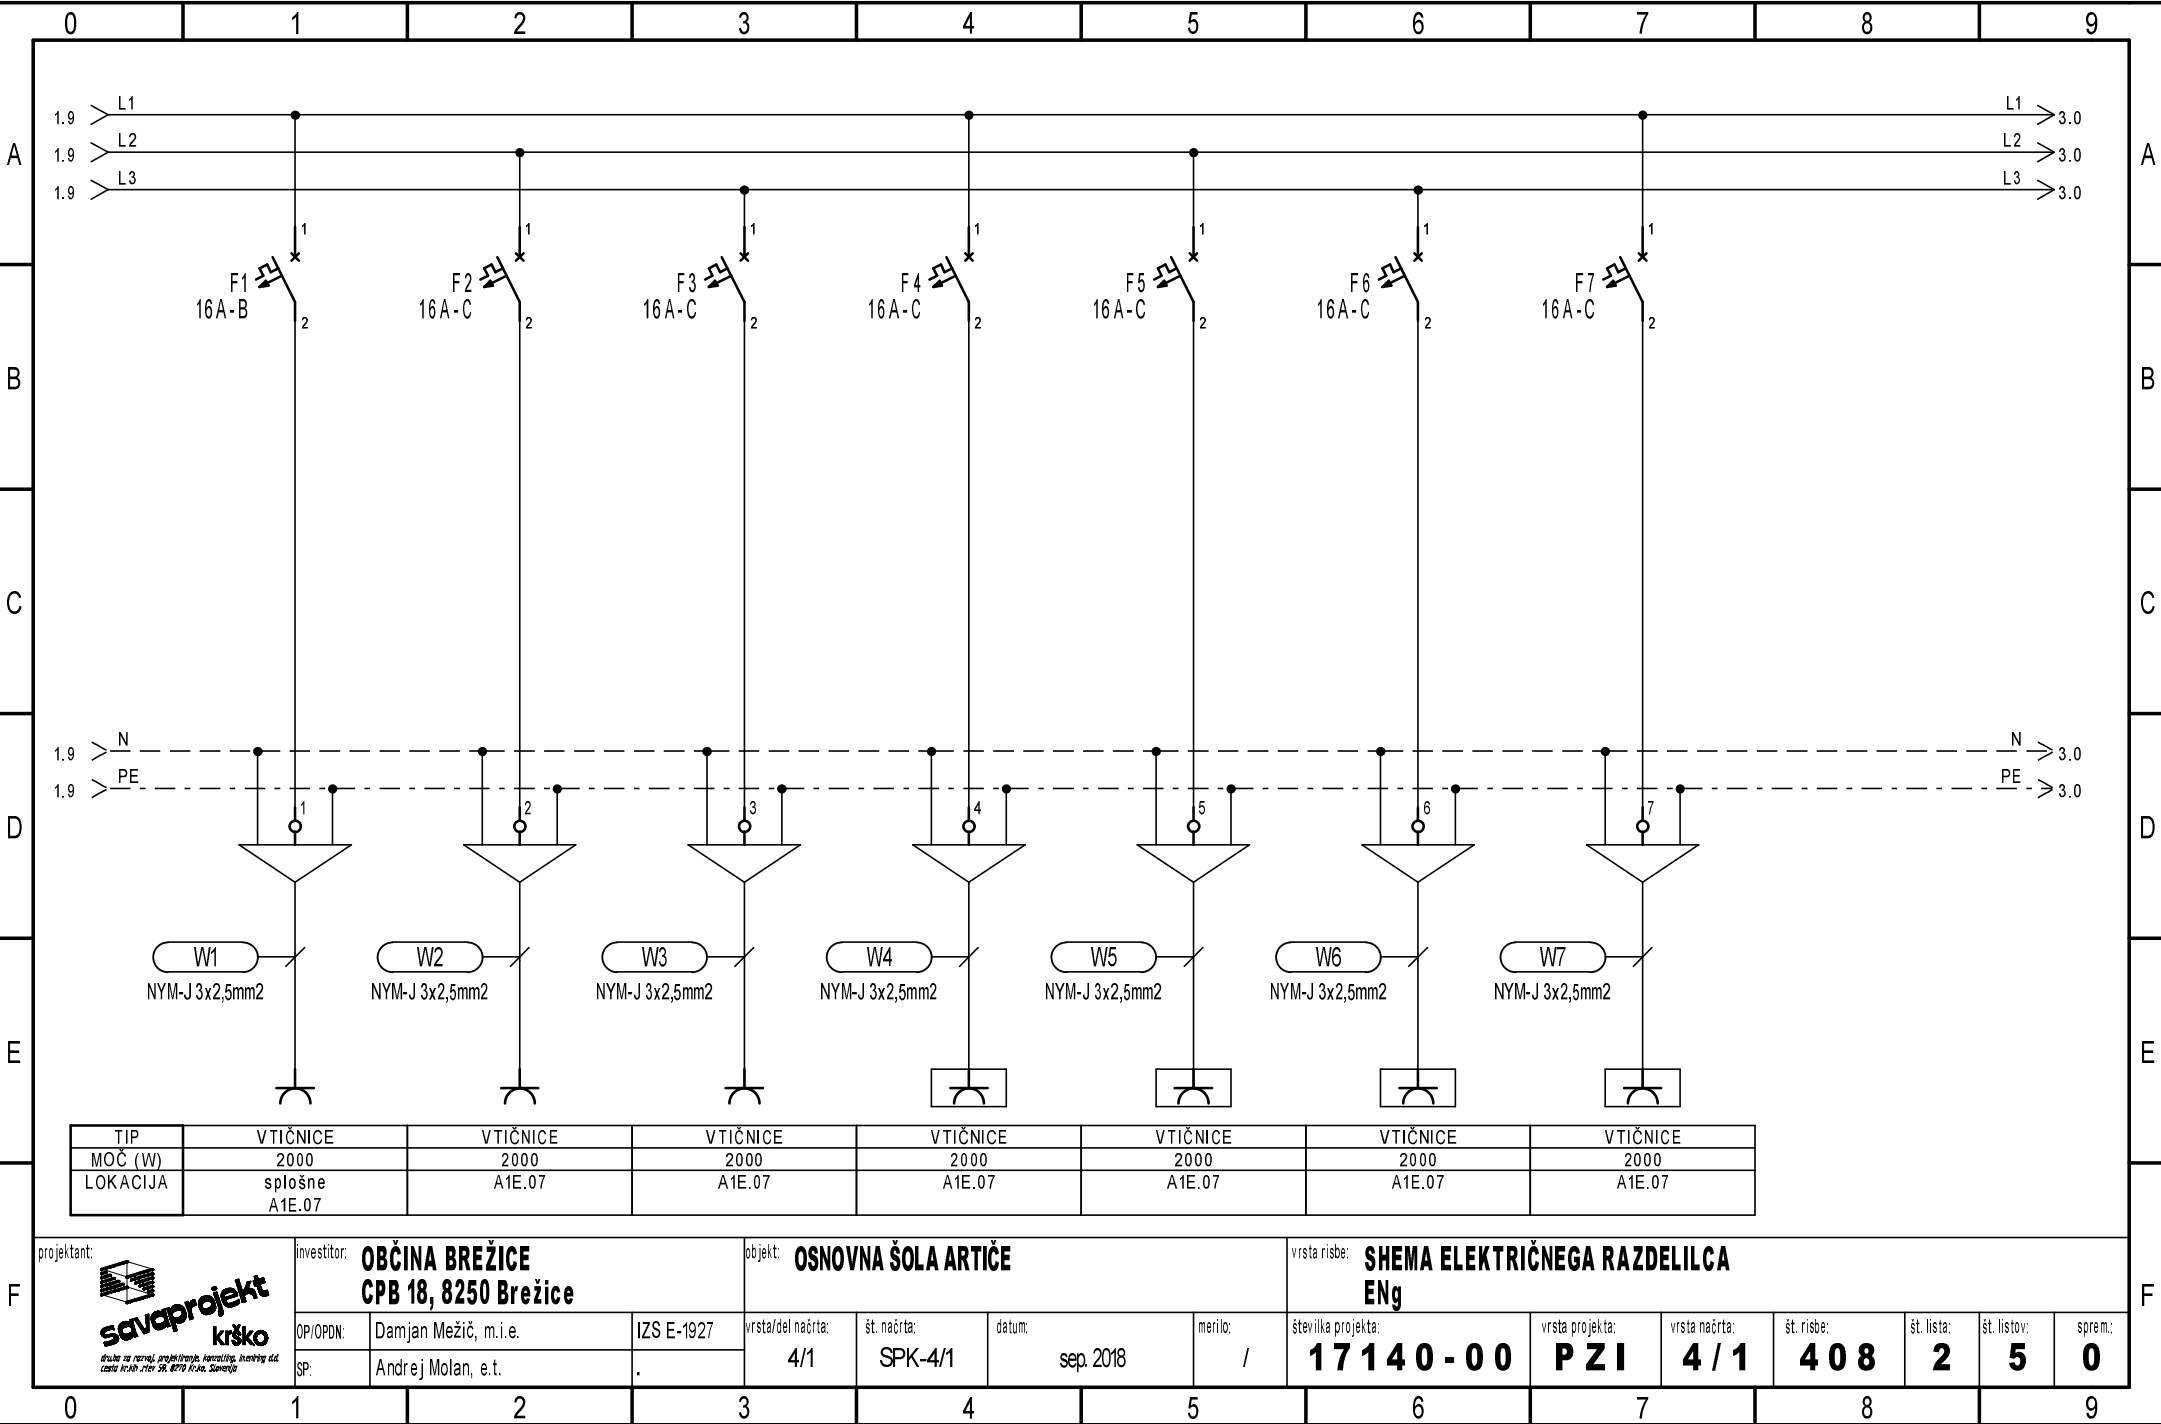 0 1 2 3 4 5 6 7 8 9
L1 L1
1.9 3.0
L2 L2
A 1.9 3.0 A
L3 L3
1.9 3.0
1 1 1 1 1 1 1
F1 F2 F3 F4 F5 F6 F7
16A-B 16A-C 16A-C 16A-C 16A-C 16A-C 16A-C
2 2 2 2 2 2 2
B B
C C
N N
1.9 3.0
PE PE
1.9 3.0
1 2 3 4 5 6 7
D D
W1 W2 W3 W4 W5 W6 W7
NYM-J 3x2,5mm2 NYM-J 3x2,5mm2 NYM-J 3x2,5mm2 NYM-J 3x2,5mm2 NYM-J 3x2,5mm2 NYM-J 3x2,5mm2 NYM-J 3x2,5mm2
E E
TIP VTIČNICE VTIČNICE VTIČNICE VTIČNICE VTIČNICE VTIČNICE VTIČNICE
MOČ (W) 2000 2000 2000 2000 2000 2000 2000
LOKACIJA splošne A1E.07 A1E.07 A1E.07 A1E.07 A1E.07 A1E.07
A1E.07
projektant: investitor: OBČINA BREŽICE objekt: OSNOVNA ŠOLA ARTIČE vrsta risbe: SHEMA ELEKTRIČNEGA RAZDELILCA
F CPB 18, 8250 Brežice ENg F
savaprojekt
krško
OP/OPDN: Damjan Mežič, m.i.e. IZS E-1927 vrsta/del načrta: št. načrta: datum: merilo: številka projekta: vrsta projekta: vrsta načrta: št. risbe: št. lista: št. listov: sprem.:
4/1 SPK-4/1 sep. 2018 / 17140-00 PZI 4/1 408 2 5 0
SP: Andrej Molan, e.t. .
0 1 2 3 4 5 6 7 8 9